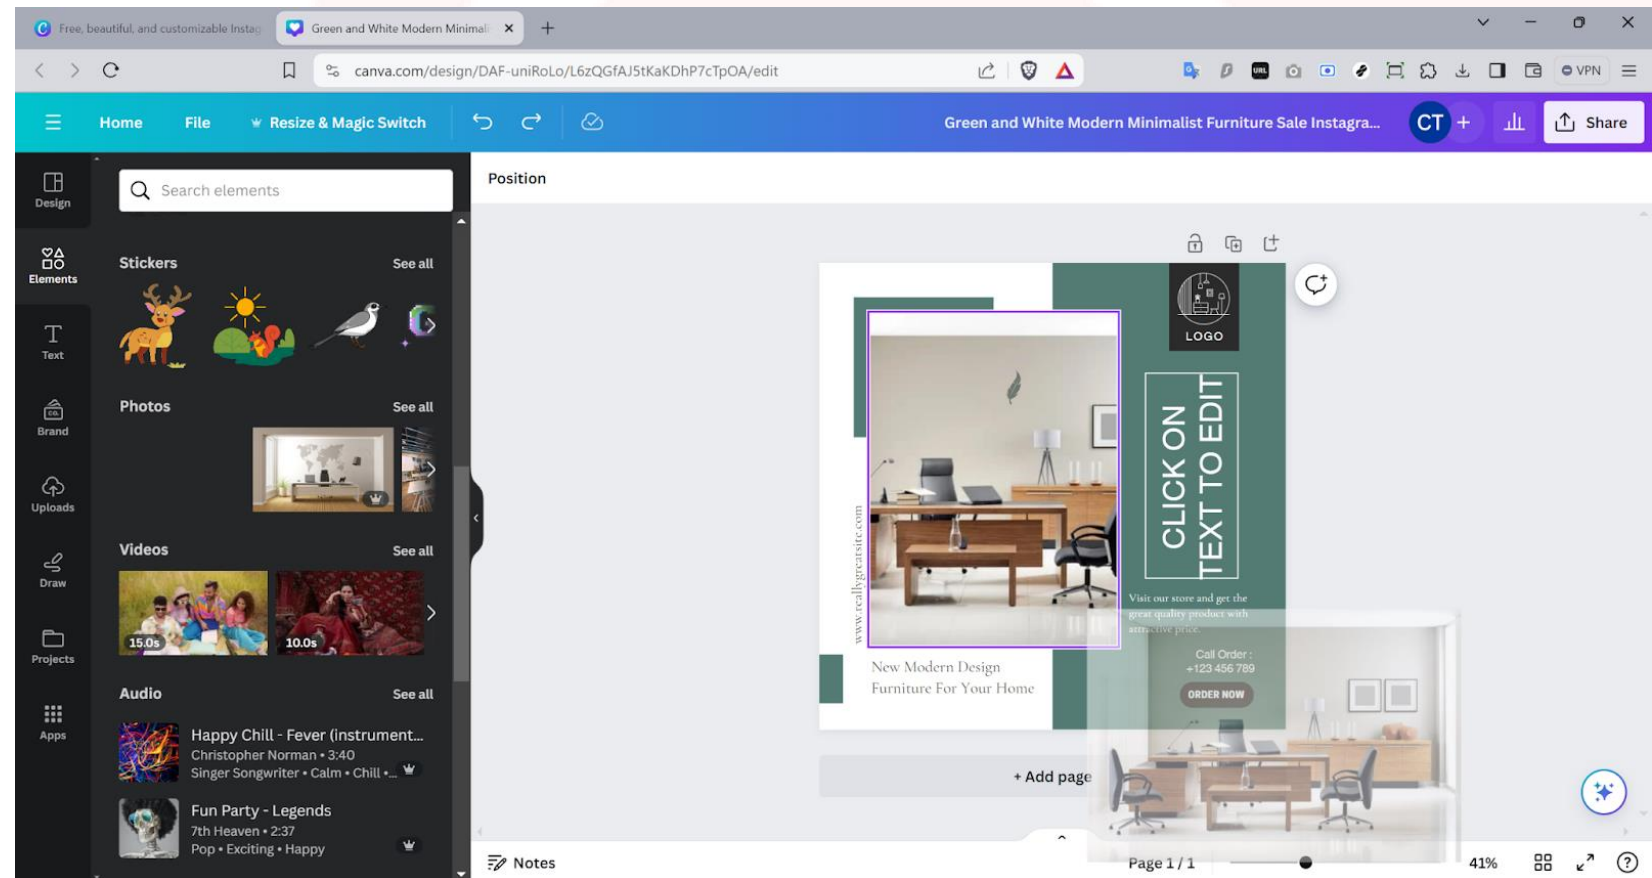 Free, beautiful, and customizable Instag
Green and White Modern Minimali
canva.com/design/DAF-uniRoLo/L6zQGfAJ5tKaKDhP7cTpOA/edit
URL
VPN
Home
File
Resize & Magic Switch
Green and White Modern Minimalist Furniture Sale Instagra...
CT
Share
Design
Elements
Text
Brand
Uploads
Draw
Projects
Apps
Search elements
Stickers
See all
Photos
See all
Videos
See all
15.0s
10.0s
Audio
See all
Happy Chill - Fever (instrument...
Christopher Norman • 3:40
Singer Songwriter • Calm • Chill •...
Fun Party - Legends
7th Heaven • 2:37
Pop • Exciting • Happy
Position
LOGO
CLICK ON
TEXT TO EDIT
www.reallygreatsite.com
Visit our store and get the
great quality product with
attractive price.
Call Order :
+123 456 789
ORDER NOW
New Modern Design
Furniture For Your Home
+ Add page
Notes
Page 1 / 1
41%